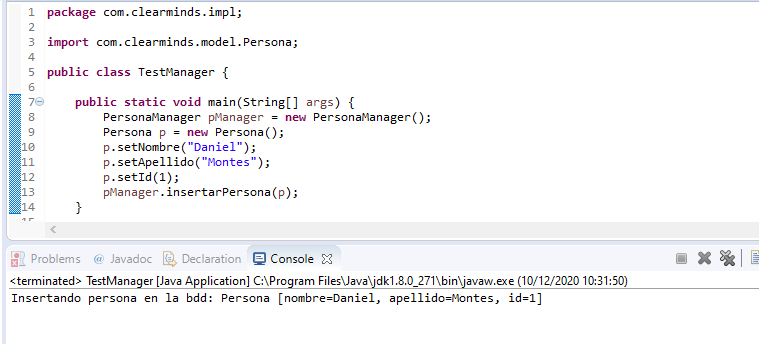 1 package com.clearminds.impl;
2
3 import com.clearminds.model.Persona;
4
5 public class TestManager {
6
7 public static void main(String[] args) {
8 PersonaManager pManager = new PersonaManager();
9 Persona p = new Persona();
10 p.setNombre("Daniel");
11 p.setApellido("Montes");
12 p.setId(1);
13 pManager.insertarPersona(p);
14 }
Problems @ Javadoc Declaration Console
<terminated> TestManager [Java Application] C:\Program Files\Java\jdk1.8.0_271\bin\javaw.exe (10/12/2020 10:31:50)
Insertando persona en la bdd: Persona [nombre=Daniel, apellido=Montes, id=1]